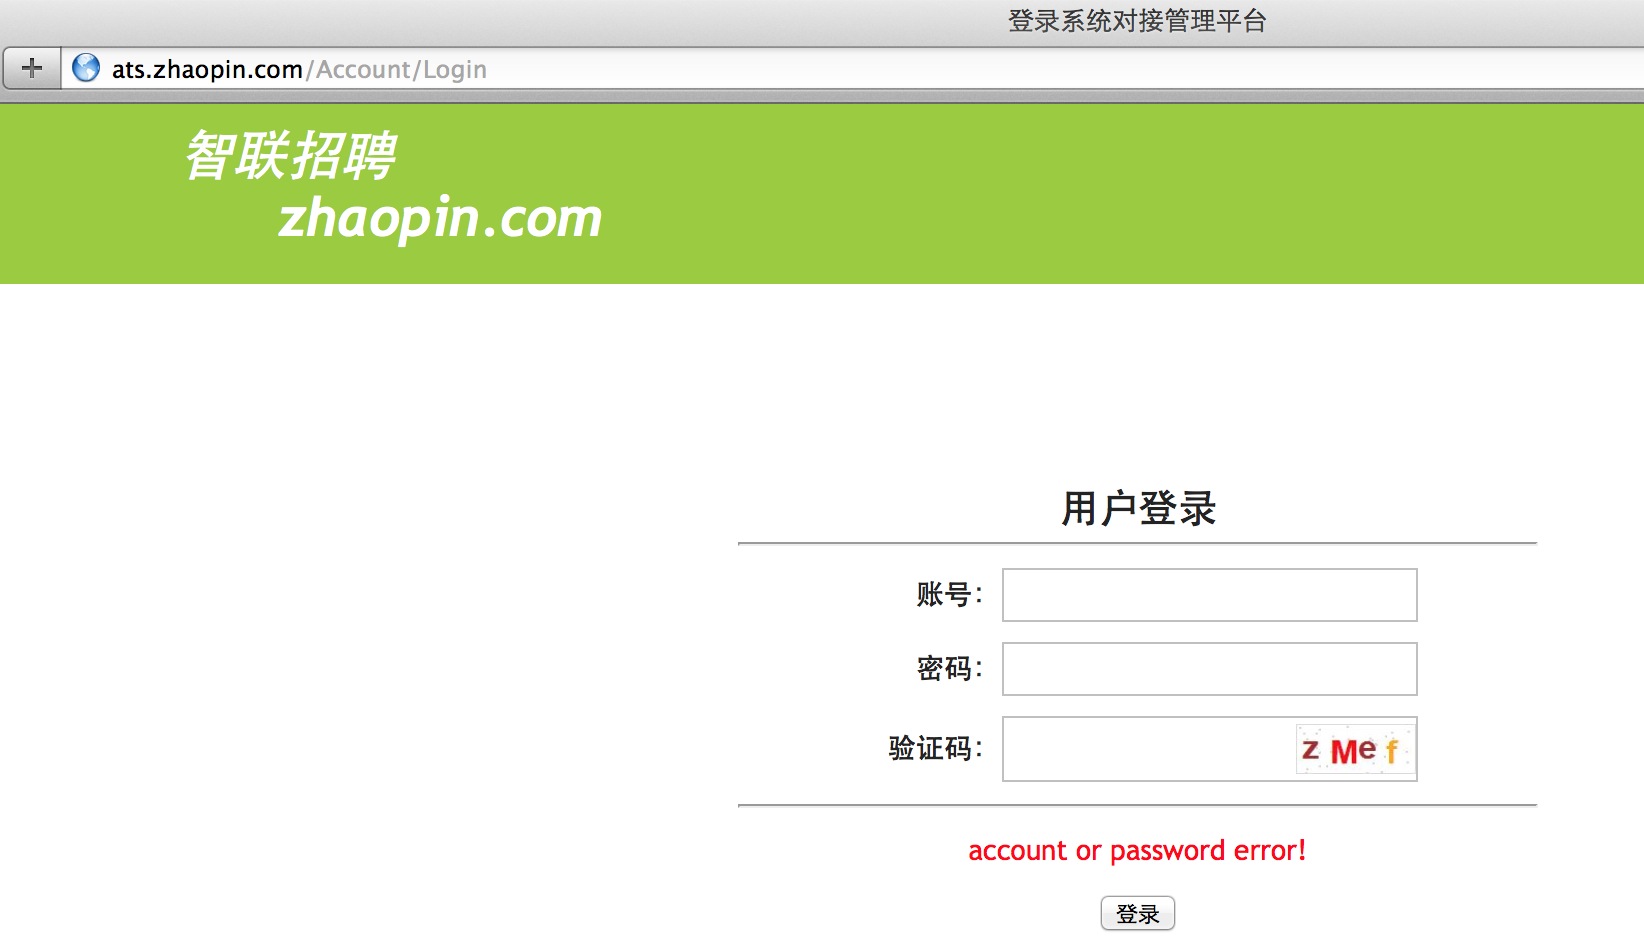 登录系统对接管理平台
ats.zhaopin.com/Account/Login
智联招聘
zhaopin.com
用户登录
账号：
密码：
验证码：
z Me f
account or password error!
登录